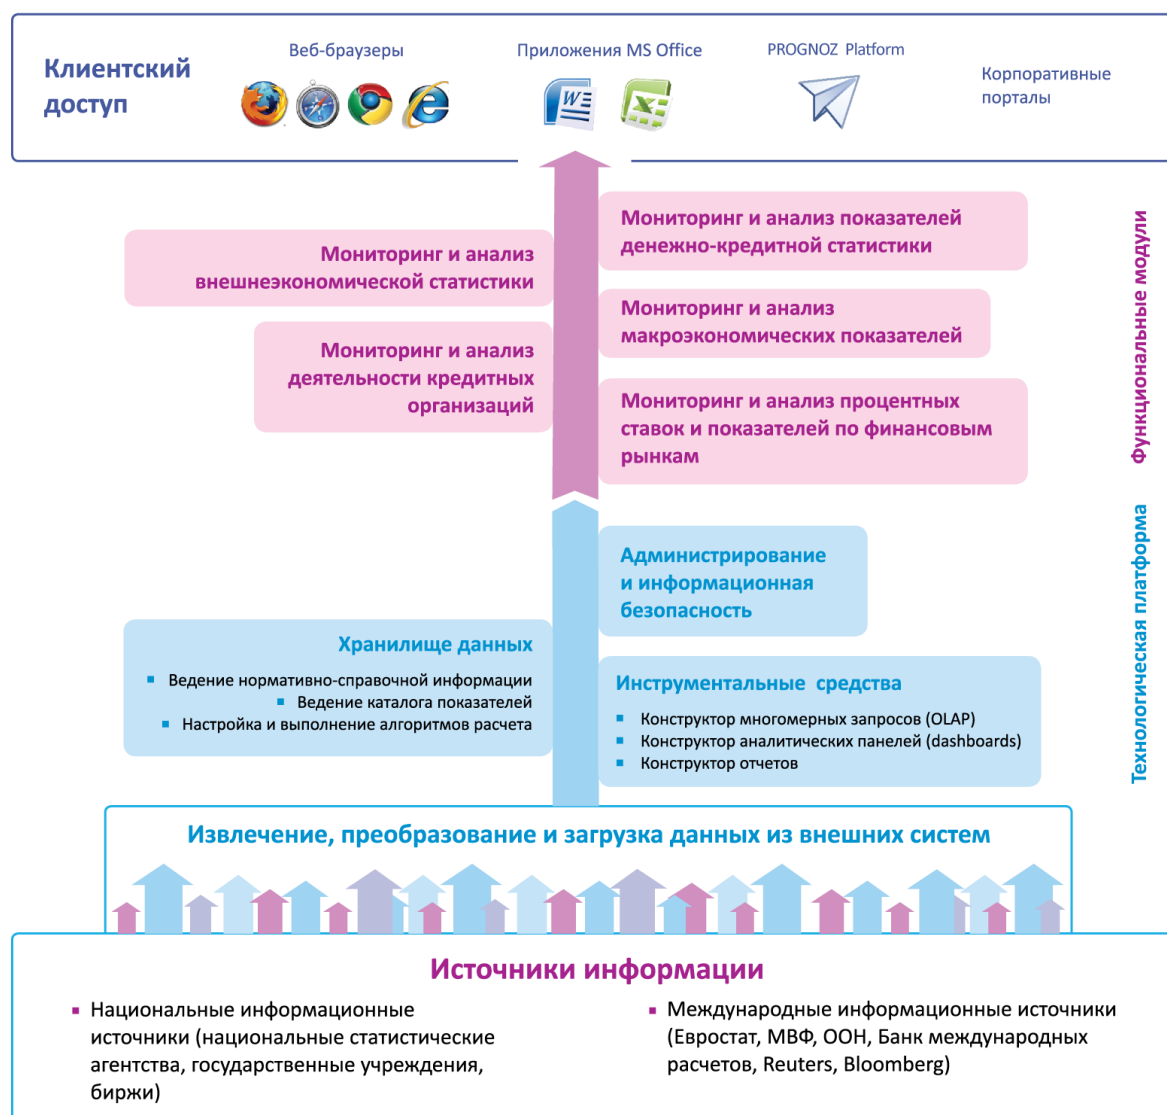 Клиентский
доступ
Веб-браузеры
Приложения MS Office
PROGNOZ Platform
Корпоративные
порталы
Мониторинг и анализ показателей
денежно-кредитной статистики
Мониторинг и анализ
внешнеэкономической статистики
Мониторинг и анализ
макроэкономических показателей
Мониторинг и анализ
деятельности кредитных
организаций
Мониторинг и анализ процентных
ставок и показателей по финансовым
рынкам
Функциональные модули
Администрирование
и информационная
безопасность
Хранилище данных
Ведение нормативно-справочной информации
Ведение каталога показателей
Настройка и выполнение алгоритмов расчета
Инструментальные средства
Конструктор многомерных запросов (OLAP)
Конструктор аналитических панелей (dashboards)
Конструктор отчетов
Технологическая платформа
Извлечение, преобразование и загрузка данных из внешних систем
Источники информации
Национальные информационные
источники (национальные статистические
агентства, государственные учреждения,
биржи)
Международные информационные источники
(Евростат, МВФ, ООН, Банк международных
расчетов, Reuters, Bloomberg)